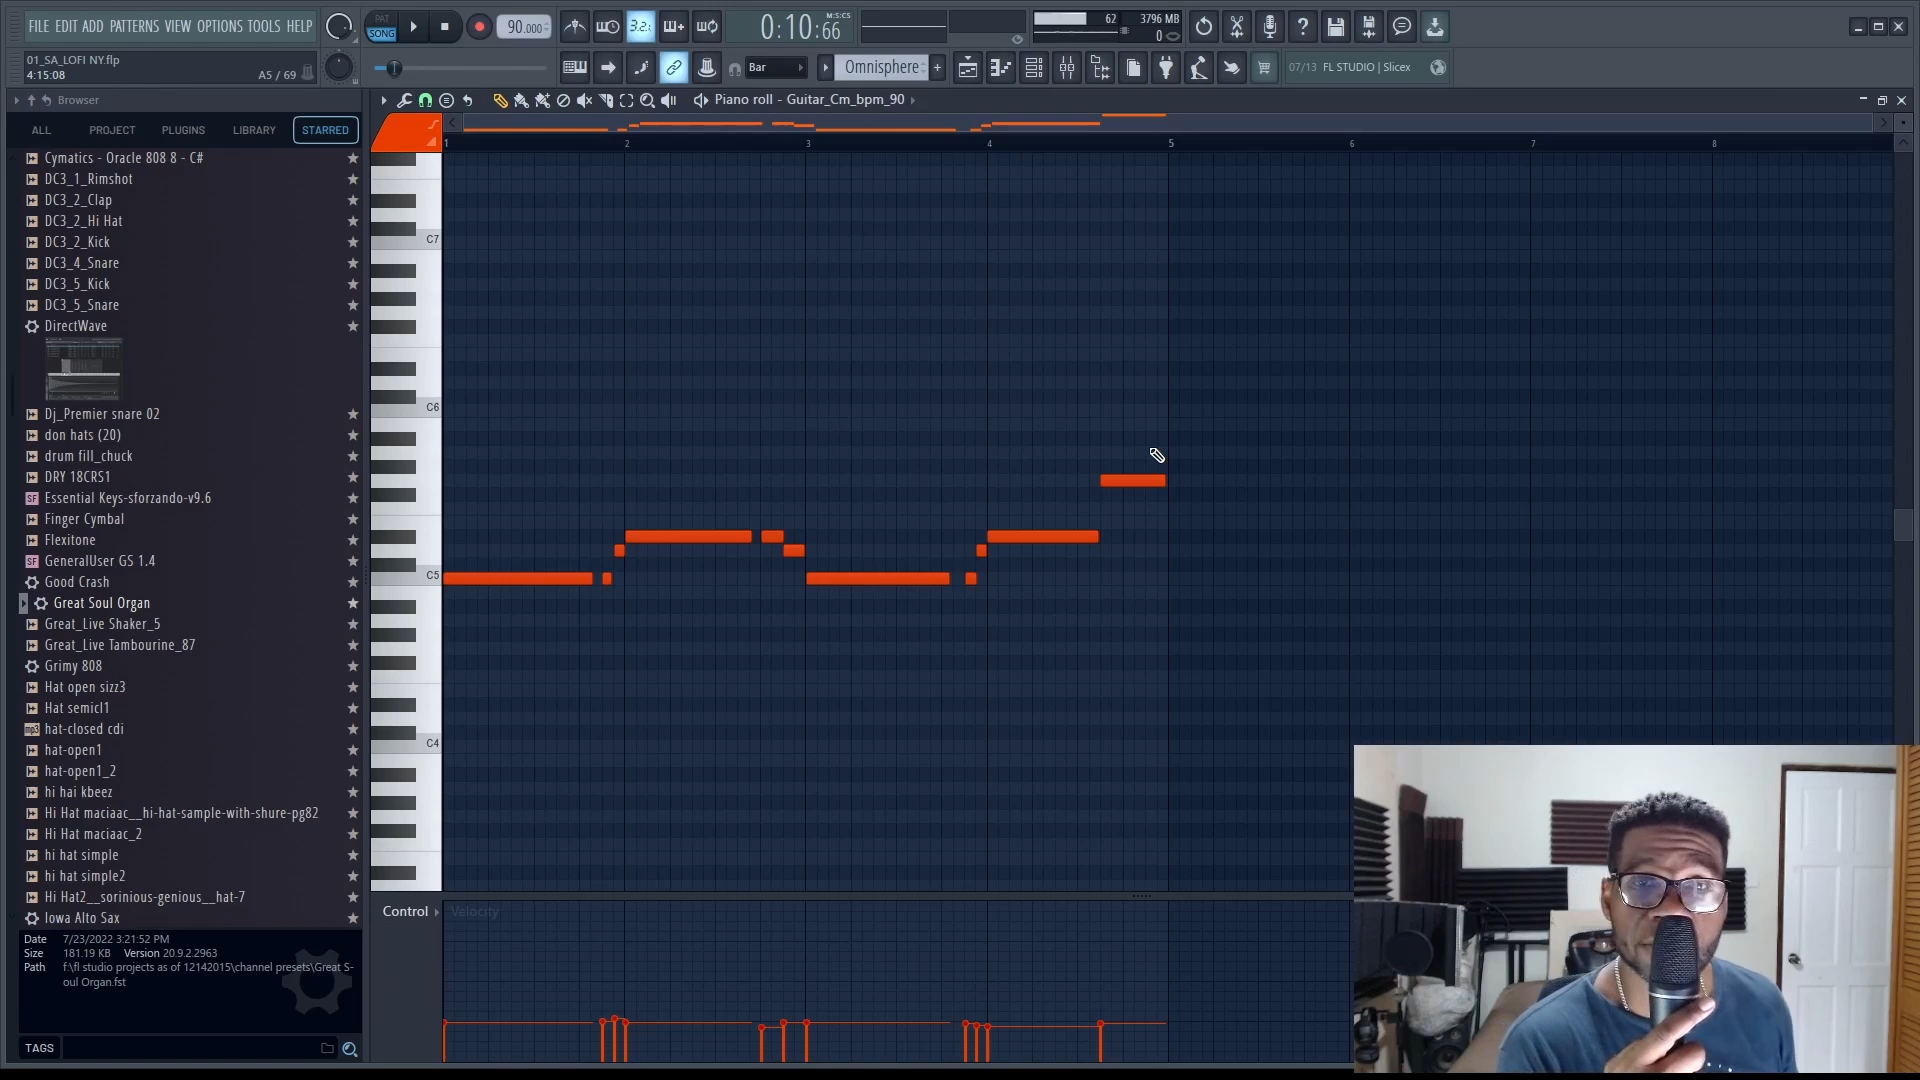 FILE EDIT ADD PATTERNS VIEW OPTIONS TOOLS HELP
PAT
SONG
90.000
3.2.:
0:10:66
M:S:CS
62
3796 MB
0
01_SA_LOFI NY.flp
4:15:08
A5 / 69
Bar
Omnisphere
07/13 FL STUDIO | Slicex
Browser
Piano roll - Guitar_Cm_bpm_90
ALL
PROJECT
PLUGINS
LIBRARY
STARRED
1
2
3
4
5
6
7
8
Cymatics - Oracle 808 8 - C#
DC3_1_Rimshot
DC3_2_Clap
DC3_2_Hi Hat
DC3_2_Kick
DC3_4_Snare
DC3_5_Kick
DC3_5_Snare
DirectWave
Dj_Premier snare 02
don hats (20)
drum fill_chuck
DRY 18CRS1
SF Essential Keys-sforzando-v9.6
Finger Cymbal
Flexitone
SF GeneralUser GS 1.4
Good Crash
Great Soul Organ
Great_Live Shaker_5
Great_Live Tambourine_87
Grimy 808
Hat open sizz3
Hat semicl1
mp3 hat-closed cdi
hat-open1
hat-open1_2
hi hai kbeez
Hi Hat maciaac__hi-hat-sample-with-shure-pg82
Hi Hat maciaac_2
hi hat simple
hi hat simple2
Hi Hat2__sorinious-genious__hat-7
Iowa Alto Sax
C7
C6
C5
C4
Control
Velocity
Date 7/23/2022 3:21:52 PM
Size 181.19 KB Version 20.9.2.2963
Path f:\fl studio projects as of 12142015\channel presets\Great S-
oul Organ.fst
TAGS